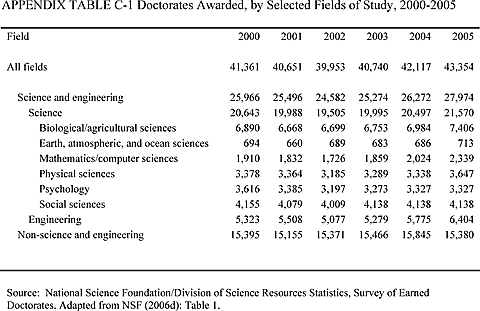 APPENDIX TABLE C-1 Doctorates Awarded, by Selected Fields of Study, 2000-2005
Field 2000 2001 2002 2003 2004 2005
All fields 41,361 40,651 39,953 40,740 42,117 43,354
Science and engineering 25,966 25,496 24,582 25,274 26,272 27,974
Science 20,643 19,988 19,505 19,995 20,497 21,570
Biological/agricultural sciences 6,890 6,668 6,699 6,753 6,984 7,406
Earth, atmospheric, and ocean sciences 694 660 689 683 686 713
Mathematics/computer sciences 1,910 1,832 1,726 1,859 2,024 2,339
Physical sciences 3,378 3,364 3,185 3,289 3,338 3,647
Psychology 3,616 3,385 3,197 3,273 3,327 3,327
Social sciences 4,155 4,079 4,009 4,138 4,138 4,138
Engineering 5,323 5,508 5,077 5,279 5,775 6,404
Non-science and engineering 15,395 15,155 15,371 15,466 15,845 15,380
Source: National Science Foundation/Division of Science Resources Statistics, Survey of Earned
Doctorates. Adapted from NSF (2006d): Table 1.